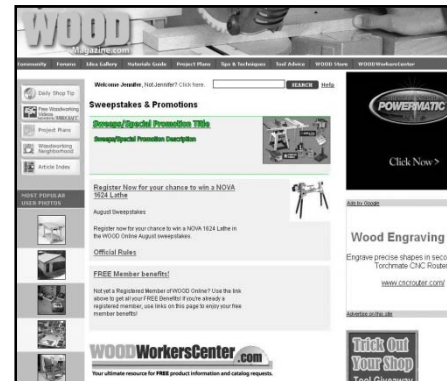 WOOD
Magazine.com
Community Forums Idea Gallery Materials Guide Project Plans Tips & Techniques Tool Advice WOOD Store WOODWorkersCenter
Welcome Jennifer, Not Jennifer? Click here. SEARCH Help
Daily Shop Tip
Free Woodworking
Videos
Project Plans
Woodworking
Neighborhood
Article Index
MOST POPULAR
USER PHOTOS
Sweepstakes & Promotions
Sweeps/Special Promotion Title
Sweeps/Special Promotion Description
Register Now for your chance to win a NOVA
1624 Lathe
August Sweepstakes
Register now for your chance to win a NOVA 1624 Lathe in
the WOOD Online August sweepstakes.
Official Rules
FREE Member benefits!
Not yet a Registered Member of WOOD Online? Use the link
above to get all your FREE Benefits! If you're already a
registered member, use links on this page to enjoy your free
member benefits!
WOODWorkersCenter.com
Your ultimate resource for FREE product information and catalog requests.
POWERMATIC
Click Now >
Ads by Google
Wood Engraving
Engrave precise shapes in seco
Torchmate CNC Route
www.cncrouter.com/
Advertise on this site
Trick Out
Your Shop
Tool Giveaway